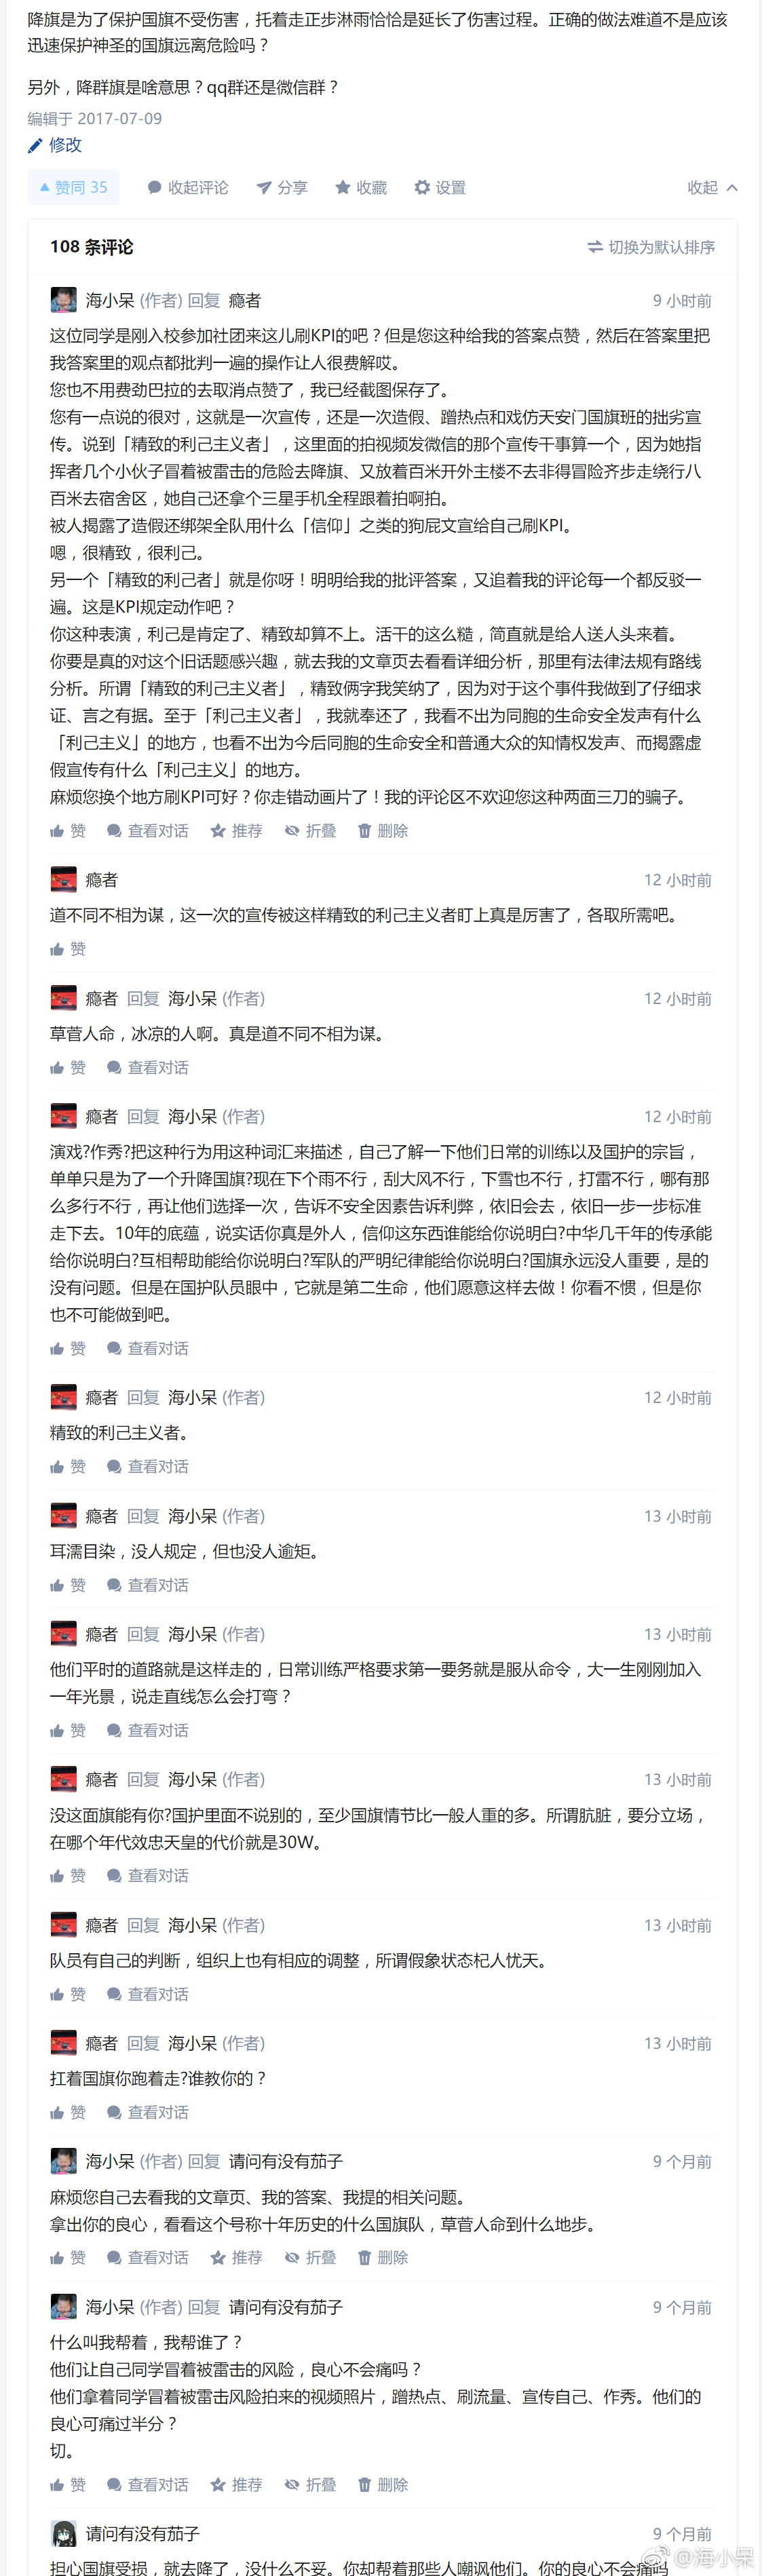 降旗是为了保护国旗不受伤害，托着走正步淋雨恰恰是延长了伤害过程。正确的做法难道不是应该
迅速保护神圣的国旗远离危险吗？
另外，降群旗是啥意思？qq群还是微信群？
编辑于 2017-07-09
修改
赞同 35 收起评论 分享 收藏 设置 收起
108 条评论 切换为默认排序
海小呆 (作者) 回复 瘾者 9 小时前
这位同学是刚入校参加社团来这儿刷KPI的吧？但是您这种给我的答案点赞，然后在答案里把
我答案里的观点都批判一遍的操作让人很费解哎。
您也不用费劲巴拉的去取消点赞了，我已经截图保存了。
您有一点说的很对，这就是一次宣传，还是一次造假、蹭热点和戏仿天安门国旗班的拙劣宣
传。说到「精致的利己主义者」，这里面的拍视频发微信的那个宣传干事算一个，因为她指
挥者几个小伙子冒着被雷击的危险去降旗、又放着百米开外主楼不去非得冒险齐步走绕行八
百米去宿舍区，她自己还拿个三星手机全程跟着拍啊拍。
被人揭露了造假还绑架全队用什么「信仰」之类的狗屁文宣给自己刷KPI。
嗯，很精致，很利己。
另一个「精致的利己者」就是你呀！明明给我的批评答案，又追着我的评论每一个都反驳一
遍。这是KPI规定动作吧？
你这种表演，利己是肯定了、精致却算不上。活干的这么糙，简直就是给人送人头来着。
你要是真的对这个旧话题感兴趣，就去我的文章页去看看详细分析，那里有法律法规有路线
分析。所谓「精致的利己主义者」，精致俩字我笑纳了，因为对于这个事件我做到了仔细求
证、言之有据。至于「利己主义者」，我就奉还了，我看不出为同胞的生命安全发声有什么
「利己主义」的地方，也看不出为今后同胞的生命安全和普通大众的知情权发声、而揭露虚
假宣传有什么「利己主义」的地方。
麻烦您换个地方刷KPI可好？你走错动画片了！我的评论区不欢迎您这种两面三刀的骗子。
赞 查看对话 推荐 折叠 删除
瘾者 12 小时前
道不同不相为谋，这一次的宣传被这样精致的利己主义者盯上真是厉害了，各取所需吧。
赞
瘾者 回复 海小呆 (作者) 12 小时前
草菅人命，冰凉的人啊。真是道不同不相为谋。
赞 查看对话
瘾者 回复 海小呆 (作者) 12 小时前
演戏?作秀?把这种行为用这种词汇来描述，自己了解一下他们日常的训练以及国护的宗旨，
单单只是为了一个升降国旗?现在下个雨不行，刮大风不行，下雪也不行，打雷不行，哪有那
么多行不行，再让他们选择一次，告诉不安全因素告诉利弊，依旧会去，依旧一步一步标准
走下去。10年的底蕴，说实话你真是外人，信仰这东西谁能给你说明白?中华几千年的传承能
给你说明白?互相帮助能给你说明白?军队的严明纪律能给你说明白?国旗永远没人重要，是的
没有问题。但是在国护队员眼中，它就是第二生命，他们愿意这样去做！你看不惯，但是你
也不可能做到吧。
赞 查看对话
瘾者 回复 海小呆 (作者) 12 小时前
精致的利己主义者。
赞 查看对话
瘾者 回复 海小呆 (作者) 13 小时前
耳濡目染，没人规定，但也没人逾矩。
赞 查看对话
瘾者 回复 海小呆 (作者) 13 小时前
他们平时的道路就是这样走的，日常训练严格要求第一要务就是服从命令，大一生刚刚加入
一年光景，说走直线怎么会打弯？
赞 查看对话
瘾者 回复 海小呆 (作者) 13 小时前
没这面旗能有你?国护里面不说别的，至少国旗情节比一般人重的多。所谓肮脏，要分立场，
在哪个年代效忠天皇的代价就是30W。
赞 查看对话
瘾者 回复 海小呆 (作者) 13 小时前
队员有自己的判断，组织上也有相应的调整，所谓假象状态杞人忧天。
赞 查看对话
瘾者 回复 海小呆 (作者) 13 小时前
扛着国旗你跑着走?谁教你的？
赞 查看对话
海小呆 (作者) 回复 请问有没有茄子 9 个月前
麻烦您自己去看我的文章页、我的答案、我提的相关问题。
拿出你的良心，看看这个号称十年历史的什么国旗队，草菅人命到什么地步。
赞 查看对话 推荐 折叠 删除
海小呆 (作者) 回复 请问有没有茄子 9 个月前
什么叫我帮着，我帮谁了？
他们让自己同学冒着被雷击的风险，良心不会痛吗？
他们拿着同学冒着被雷击风险拍来的视频照片，蹭热点、刷流量、宣传自己、作秀。他们的
良心可痛过半分？
切。
赞 查看对话 推荐 折叠 删除
请问有没有茄子 9 个月前
担心国旗受损，就去降了，没什么不妥。你却帮着那些人嘲讽他们。你的良心不会痛吗
@海小呆